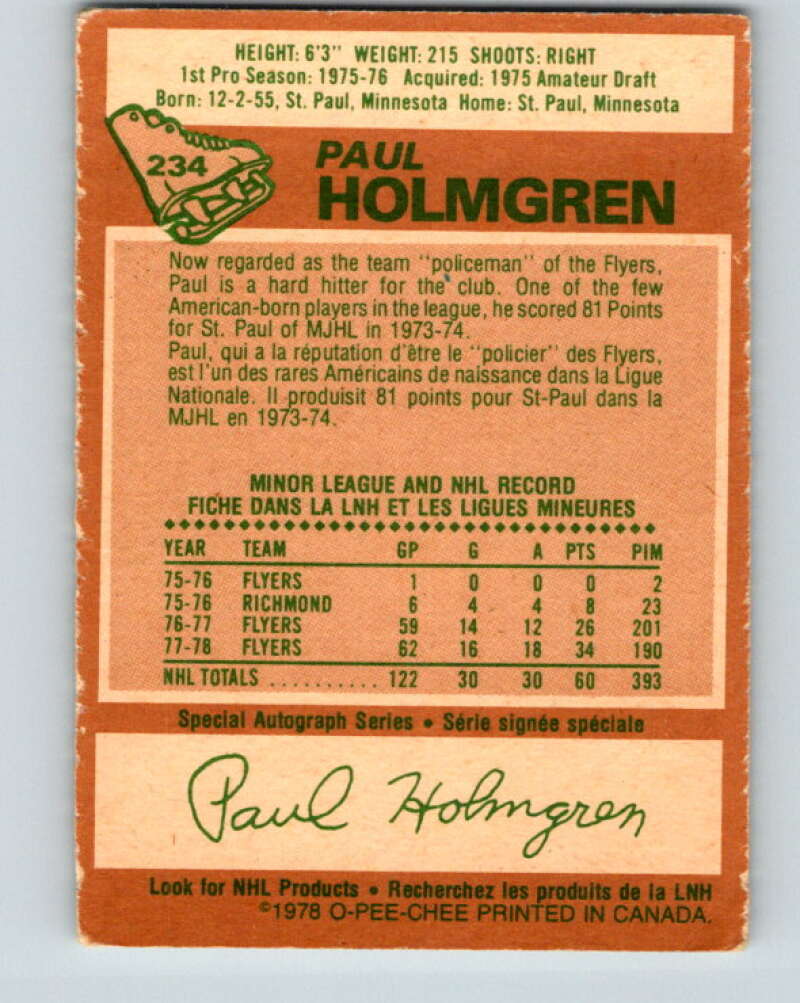 HEIGHT: 6'3" WEIGHT: 215 SHOOTS: RIGHT
1st Pro Season: 1975-76 Acquired: 1975 Amateur Draft
Born: 12-2-55, St. Paul, Minnesota Home: St. Paul, Minnesota
234
PAUL
HOLMGREN
Now regarded as the team "policeman" of the Flyers,
Paul is a hard hitter for the club. One of the few
American-born players in the league, he scored 81 Points
for St. Paul of MJHL in 1973-74.
Paul, qui a la réputation d'être le "policier" des Flyers,
est l'un des rares Américains de naissance dans la Ligue
Nationale. Il produisit 81 points pour St-Paul dans la
MJHL en 1973-74.
MINOR LEAGUE AND NHL RECORD
FICHE DANS LA LNH ET LES LIGUES MINEURES
YEAR TEAM GP G A PTS PIM
75-76 FLYERS 1 0 0 0 2
75-76 RICHMOND 6 4 4 8 23
76-77 FLYERS 59 14 12 26 201
77-78 FLYERS 62 16 18 34 190
NHL TOTALS .......... 122 30 30 60 393
Special Autograph Series • Série signée spéciale
Paul Holmgren
Look for NHL Products • Recherchez les produits de la LNH
©1978 O-PEE-CHEE PRINTED IN CANADA.